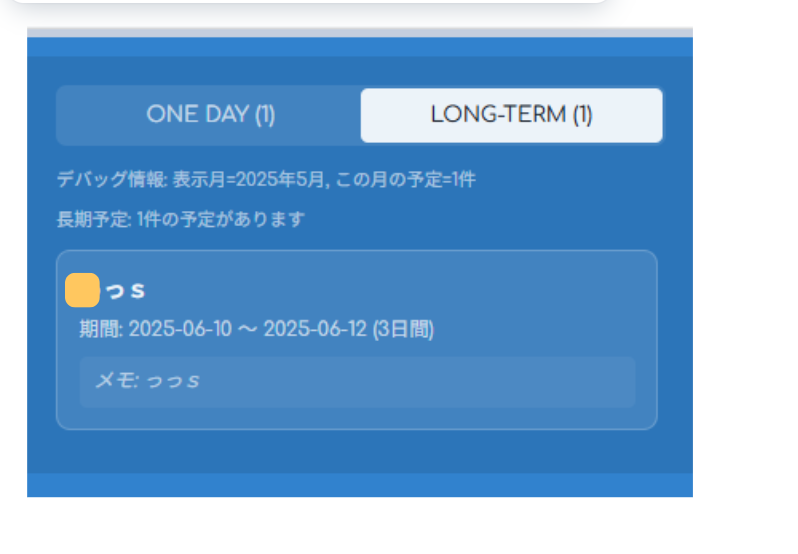 ONE DAY (1)
LONG-TERM (1)
デバッグ情報: 表示月=2025年5月, この月の予定=1件
長期予定: 1件の予定があります
っｓ
期間: 2025-06-10 〜 2025-06-12 (3日間)
メモ: っっｓ